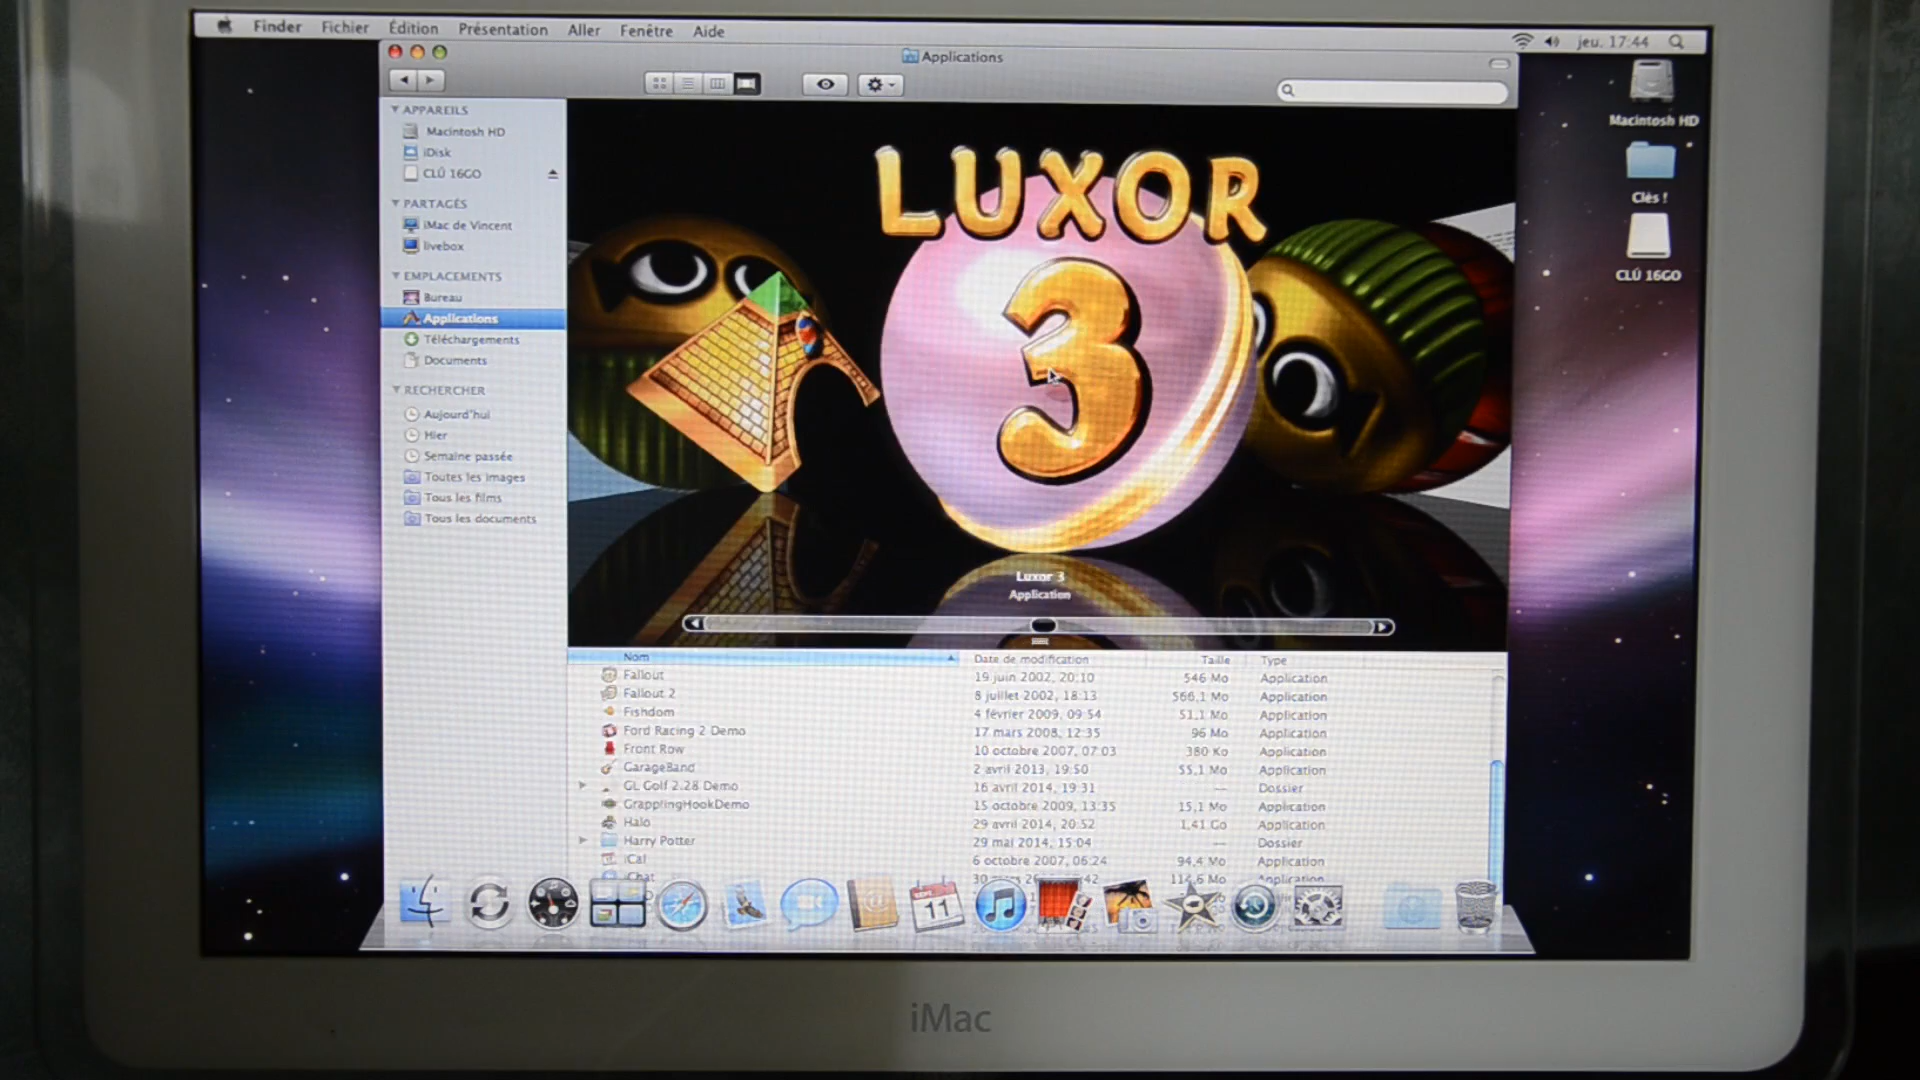 Finder Fichier Édition Présentation Aller Fenêtre Aide
jeu. 17:44
Applications
APPAREILS
Macintosh HD
iDisk
CLÛ 16GO
PARTAGÉS
iMac de Vincent
livebox
EMPLACEMENTS
Bureau
Applications
Téléchargements
Documents
RECHERCHER
Aujourd'hui
Hier
Semaine passée
Toutes les images
Tous les films
Tous les documents
LUXOR
3
Luxor 3
Application
Macintosh HD
Clés !
CLÛ 16GO
Nom Date de modification Taille Type
Fallout 19 juin 2002, 20:10 546 Mo Application
Fallout 2 8 juillet 2002, 18:13 566,1 Mo Application
Fishdom 4 février 2009, 09:54 51,1 Mo Application
Ford Racing 2 Demo 17 mars 2008, 12:35 96 Mo Application
Front Row 10 octobre 2007, 07:03 380 Ko Application
GarageBand 2 avril 2013, 19:50 55,1 Mo Application
GL Golf 2.28 Demo 16 avril 2014, 19:31 -- Dossier
GrapplingHookDemo 15 octobre 2009, 13:35 15,1 Mo Application
Halo 29 avril 2014, 20:52 1,41 Go Application
Harry Potter 29 mai 2014, 15:04 -- Dossier
iCal 6 octobre 2007, 06:24 94,4 Mo Application
iChat 114,6 Mo Application
11
iMac